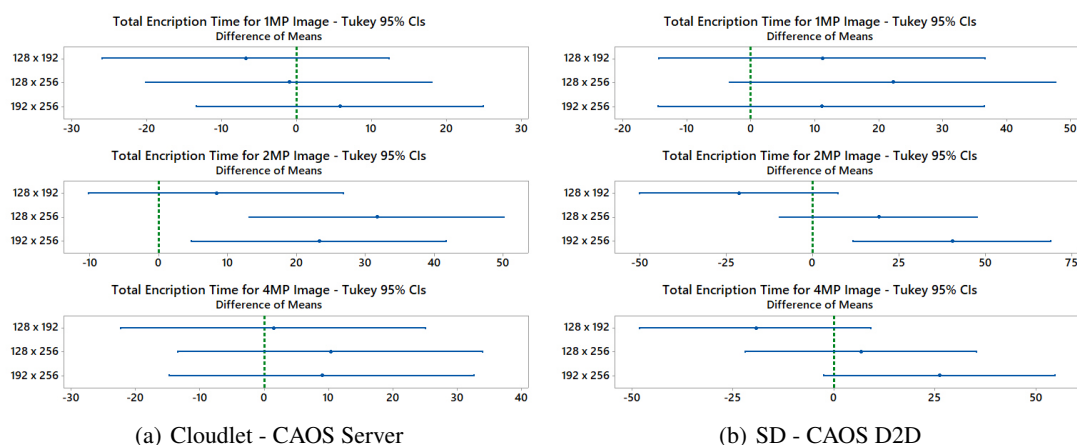 Total Encription Time for 1MP Image - Tukey 95% CIs
Difference of Means
128 x 192
128 x 256
192 x 256
-30 -20 -10 0 10 20 30
Total Encription Time for 2MP Image - Tukey 95% CIs
Difference of Means
128 x 192
128 x 256
192 x 256
-10 0 10 20 30 40 50
Total Encription Time for 4MP Image - Tukey 95% CIs
Difference of Means
128 x 192
128 x 256
192 x 256
-30 -20 -10 0 10 20 30 40
(a) Cloudlet - CAOS Server
Total Encription Time for 1MP Image - Tukey 95% CIs
Difference of Means
128 x 192
128 x 256
192 x 256
-20 -10 0 10 20 30 40 50
Total Encription Time for 2MP Image - Tukey 95% CIs
Difference of Means
128 x 192
128 x 256
192 x 256
-50 -25 0 25 50 75
Total Encription Time for 4MP Image - Tukey 95% CIs
Difference of Means
128 x 192
128 x 256
192 x 256
-50 -25 0 25 50
(b) SD - CAOS D2D